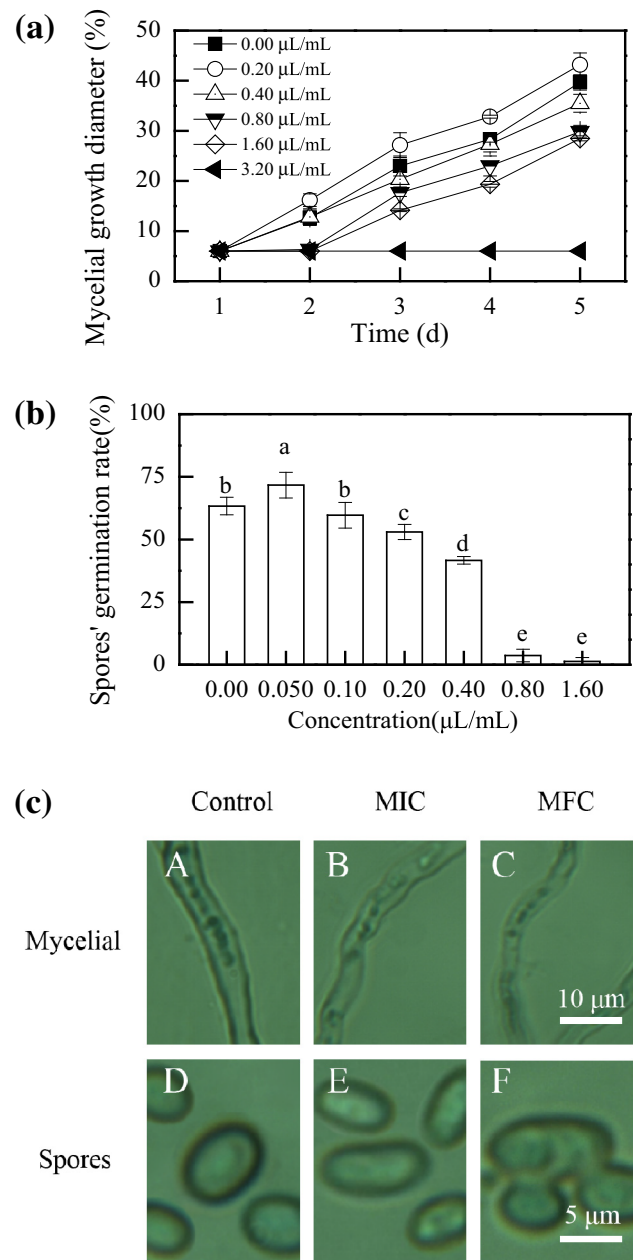 (a)
Mycelial growth diameter (%)
50
40
30
20
10
0
0.00 µL/mL
0.20 µL/mL
0.40 µL/mL
0.80 µL/mL
1.60 µL/mL
3.20 µL/mL
1 2 3 4 5
Time (d)
(b)
Spores' germination rate(%)
100
75
50
25
0
b a b c d e e
0.00 0.050 0.10 0.20 0.40 0.80 1.60
Concentration(µL/mL)
(c)
Control MIC MFC
Mycelial
A B C
10 µm
Spores
D E F
5 µm